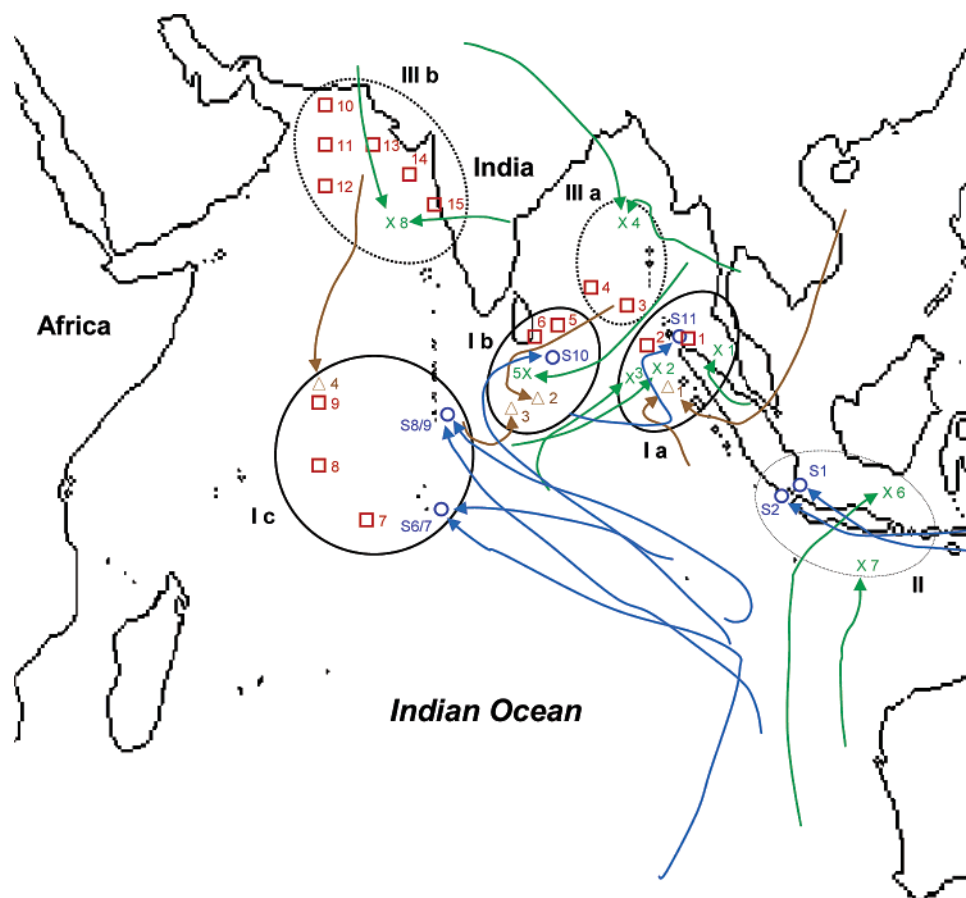 III b
10
11
13
14
India
12
III a
15
X 8
X 4
4
3
Africa
I b
6
5
S11
2
1
X 1
S10
5X
X 3
X 2
4
2
1
9
3
S8/9
I a
8
S1
I c
S2
X 6
7
S6/7
X 7
II
Indian Ocean